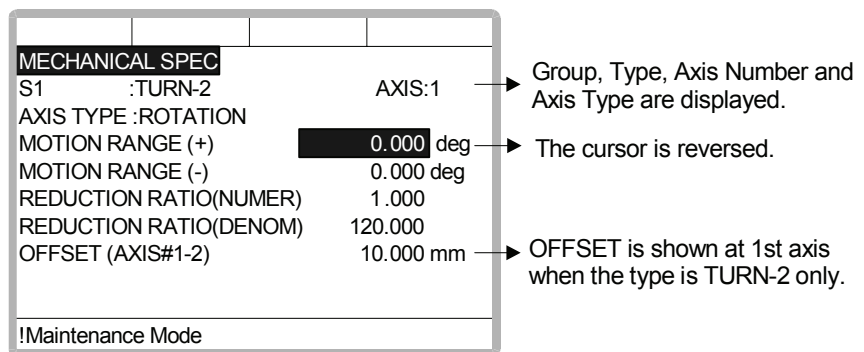 MECHANICAL SPEC
S1 :TURN-2 AXIS:1
AXIS TYPE :ROTATION
MOTION RANGE (+) 0.000 deg
MOTION RANGE (-) 0.000 deg
REDUCTION RATIO(NUMER) 1.000
REDUCTION RATIO(DENOM) 120.000
OFFSET (AXIS#1-2) 10.000 mm
!Maintenance Mode
Group, Type, Axis Number and
Axis Type are displayed.
The cursor is reversed.
OFFSET is shown at 1st axis
when the type is TURN-2 only.